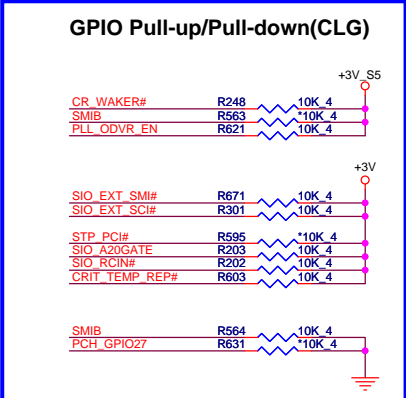 GPIO Pull-up/Pull-down(CLG)
+3V_S5
CR_WAKER# R248 10K_4
SMIB R563 *10K_4
PLL_ODVR_EN R621 10K_4
+3V
SIO_EXT_SMI# R671 10K_4
SIO_EXT_SCI# R301 10K_4
STP_PCI# R595 *10K_4
SIO_A20GATE R203 10K_4
SIO_RCIN# R202 10K_4
CRIT_TEMP_REP# R603 10K_4
SMIB R564 10K_4
PCH_GPIO27 R631 *10K_4